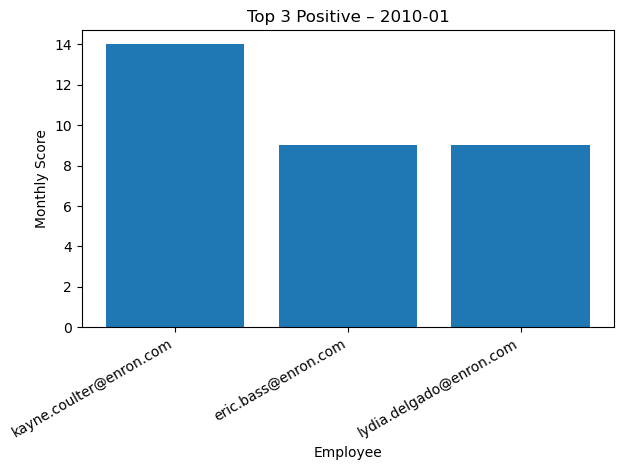 Top 3 Positive – 2010-01
Monthly Score
14
12
10
8
6
4
2
0
kayne.coulter@enron.com
eric.bass@enron.com
lydia.delgado@enron.com
Employee